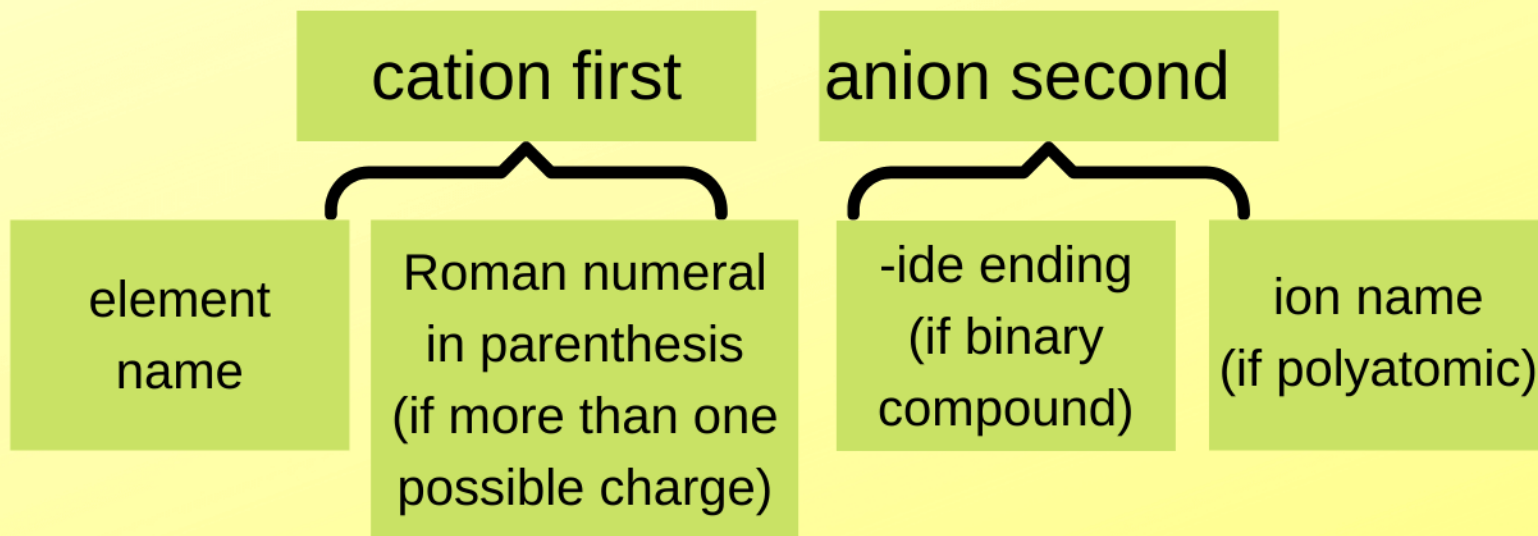 cation first
anion second
element
name
Roman numeral
in parenthesis
(if more than one
possible charge)
-ide ending
(if binary
compound)
ion name
(if polyatomic)